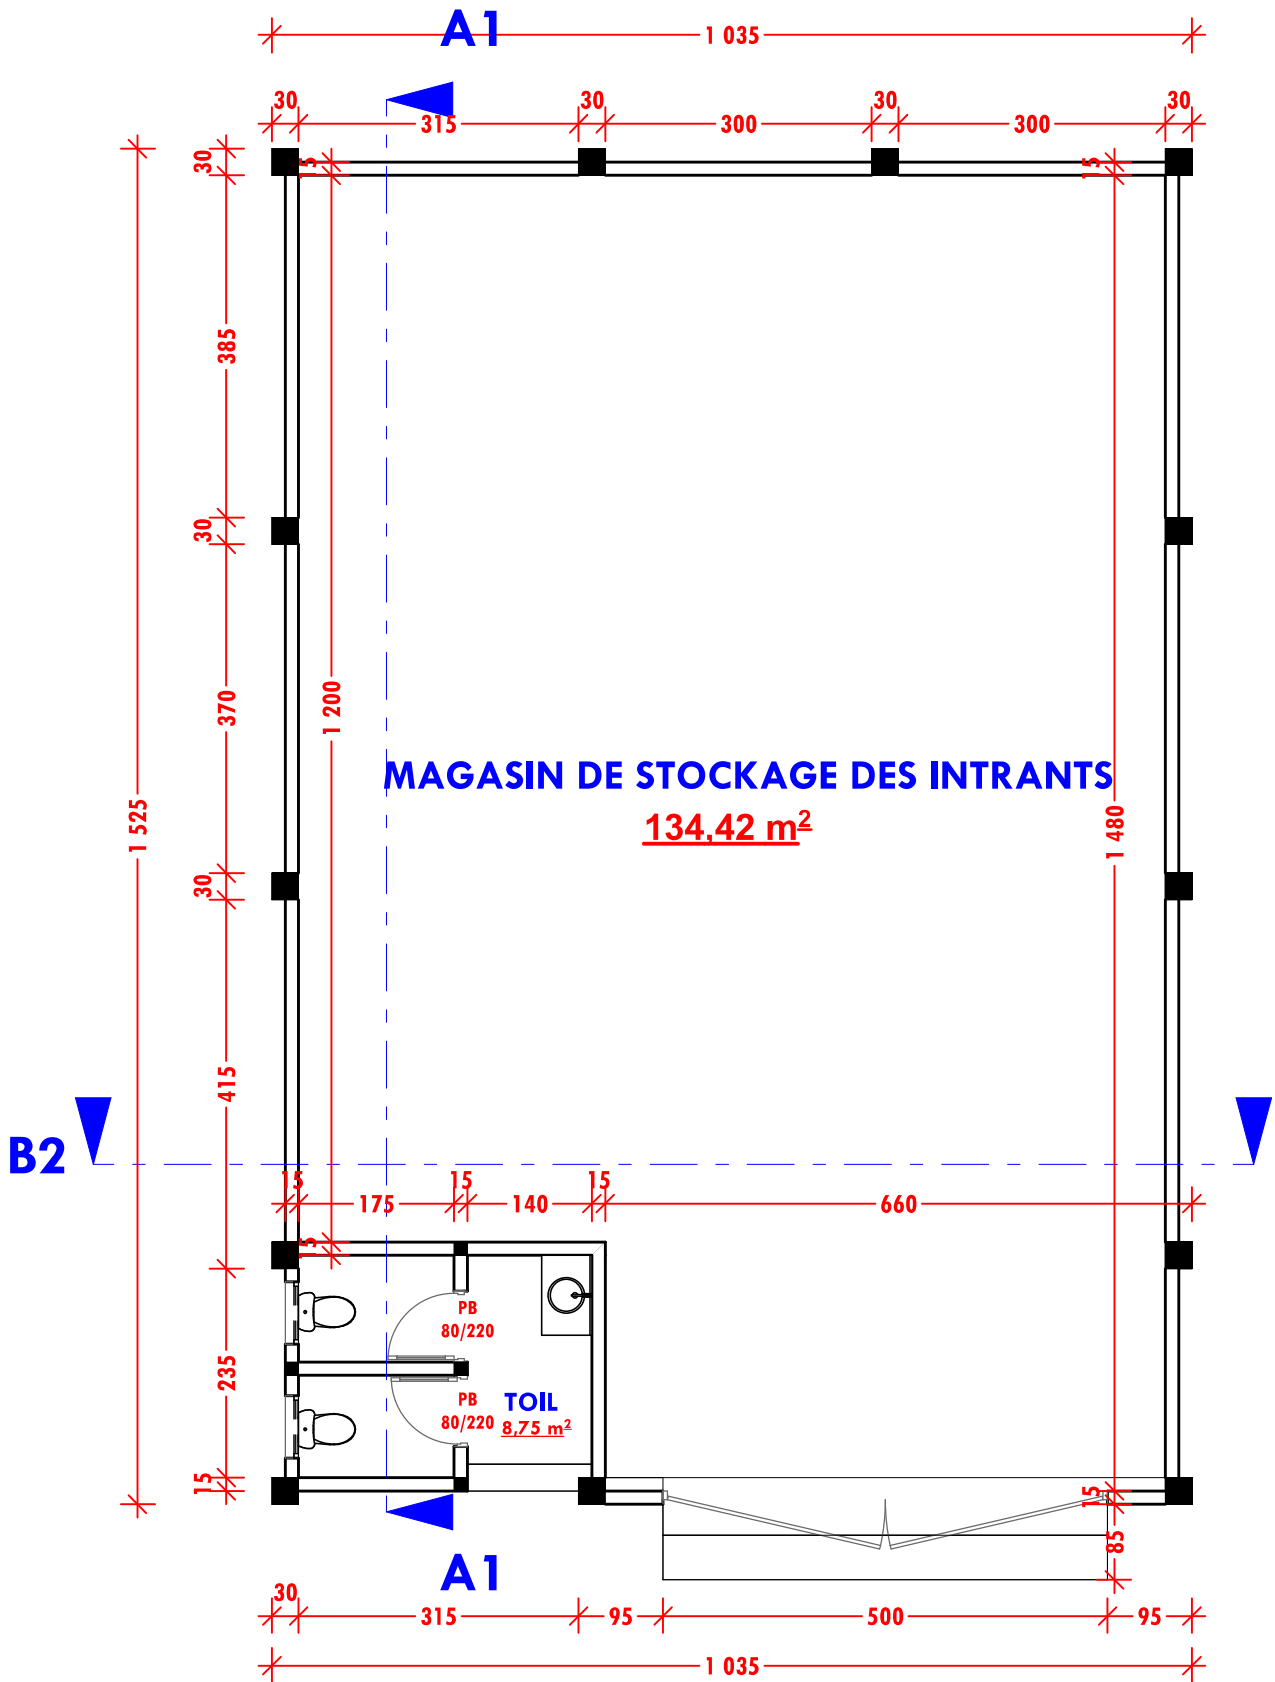 A1
1 035
30 30 30 30
315 300 300
30
15
15
385
30
370
1 200
MAGASIN DE STOCKAGE DES INTRANTS
134,42 m²
1 525
1 480
30
415
B2
15 15 15
175 140 660
15
PB
80/220
235
PB
80/220
TOIL
8,75 m²
15
15
85
A1
30
315 95 500 95
1 035